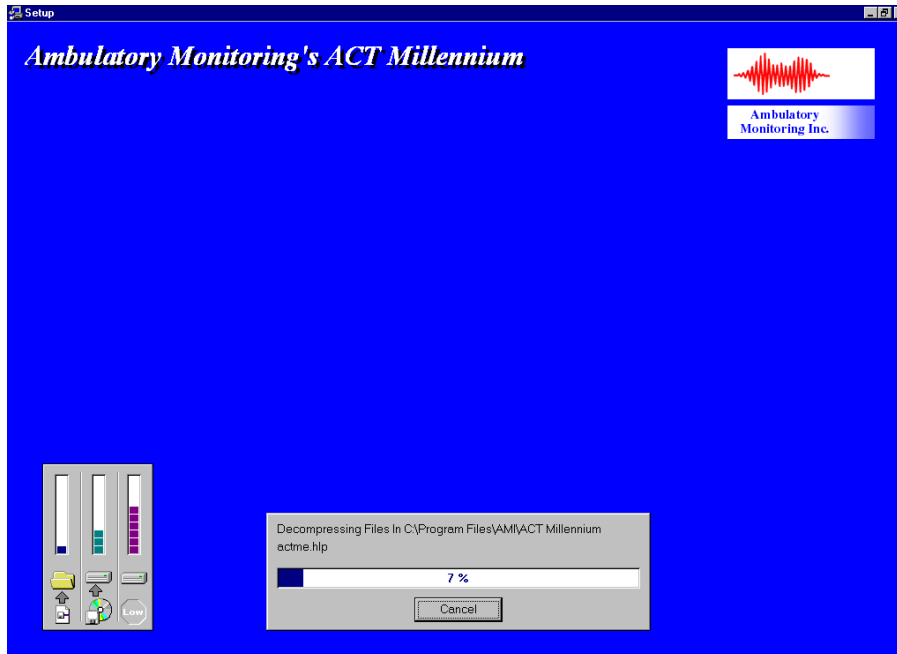 Setup
Ambulatory Monitoring's ACT Millennium
Ambulatory
Monitoring Inc.
Decompressing Files In C:\Program Files\AMI\ACT Millennium
actme.hlp
7 %
Cancel
Low